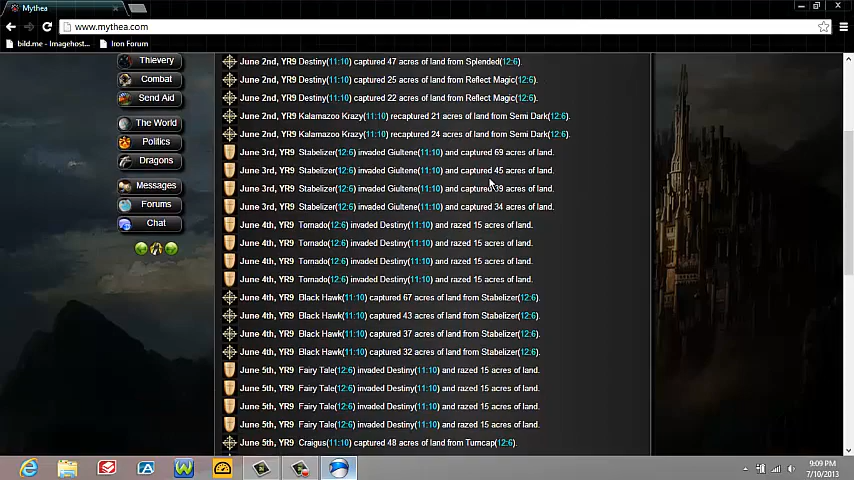 Mythea
www.mythea.com
bild.me - Imagehost...
Iron Forum
Thievery
Combat
Send Aid
The World
Politics
Dragons
Messages
Forums
Chat
June 2nd, YR9 Destiny(11:10) captured 47 acres of land from Splended(12:6).
June 2nd, YR9 Destiny(11:10) captured 25 acres of land from Reflect Magic(12:6).
June 2nd, YR9 Destiny(11:10) captured 22 acres of land from Reflect Magic(12:6).
June 2nd, YR9 Kalamazoo Krazy(11:10) recaptured 21 acres of land from Semi Dark(12:6).
June 2nd, YR9 Kalamazoo Krazy(11:10) recaptured 24 acres of land from Semi Dark(12:6).
June 3rd, YR9 Stabelizer(12:6) invaded Giultene(11:10) and captured 69 acres of land.
June 3rd, YR9 Stabelizer(12:6) invaded Giultene(11:10) and captured 45 acres of land.
June 3rd, YR9 Stabelizer(12:6) invaded Giultene(11:10) and captured 39 acres of land.
June 3rd, YR9 Stabelizer(12:6) invaded Giultene(11:10) and captured 34 acres of land.
June 4th, YR9 Tornado(12:6) invaded Destiny(11:10) and razed 15 acres of land.
June 4th, YR9 Tornado(12:6) invaded Destiny(11:10) and razed 15 acres of land.
June 4th, YR9 Tornado(12:6) invaded Destiny(11:10) and razed 15 acres of land.
June 4th, YR9 Tornado(12:6) invaded Destiny(11:10) and razed 15 acres of land.
June 4th, YR9 Black Hawk(11:10) captured 67 acres of land from Stabelizer(12:6).
June 4th, YR9 Black Hawk(11:10) captured 43 acres of land from Stabelizer(12:6).
June 4th, YR9 Black Hawk(11:10) captured 37 acres of land from Stabelizer(12:6).
June 4th, YR9 Black Hawk(11:10) captured 32 acres of land from Stabelizer(12:6).
June 5th, YR9 Fairy Tale(12:6) invaded Destiny(11:10) and razed 15 acres of land.
June 5th, YR9 Fairy Tale(12:6) invaded Destiny(11:10) and razed 15 acres of land.
June 5th, YR9 Fairy Tale(12:6) invaded Destiny(11:10) and razed 15 acres of land.
June 5th, YR9 Fairy Tale(12:6) invaded Destiny(11:10) and razed 15 acres of land.
June 5th, YR9 Craigus(11:10) captured 48 acres of land from Turncap(12:6).
9:09 PM
7/10/2013